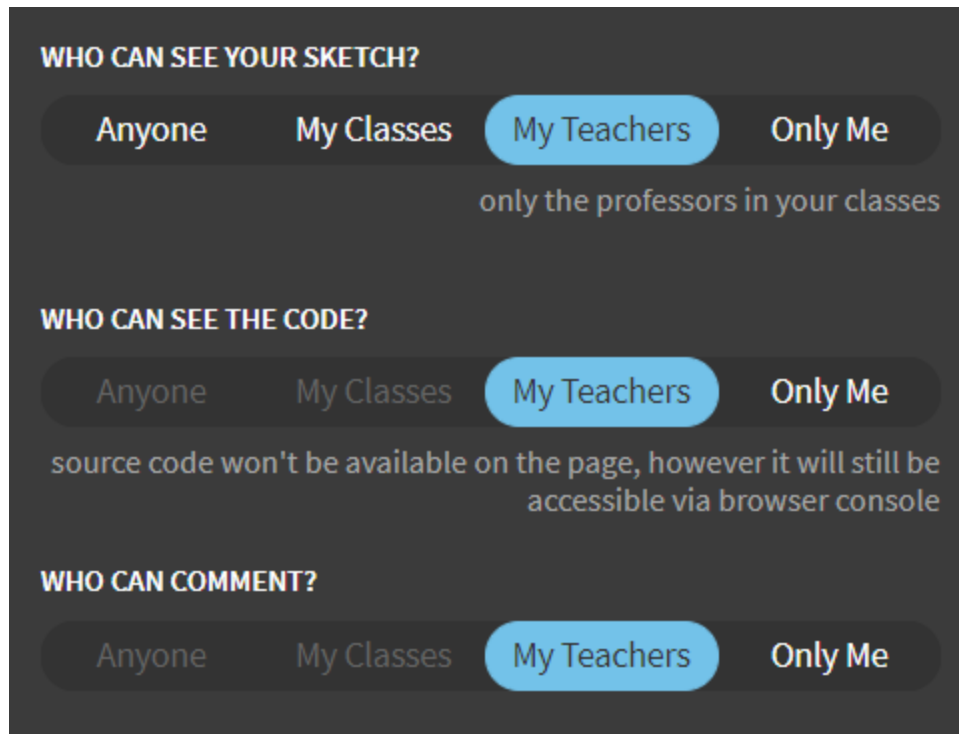 WHO CAN SEE YOUR SKETCH?
Anyone My Classes My Teachers Only Me
only the professors in your classes
WHO CAN SEE THE CODE?
Anyone My Classes My Teachers Only Me
source code won't be available on the page, however it will still be
accessible via browser console
WHO CAN COMMENT?
Anyone My Classes My Teachers Only Me